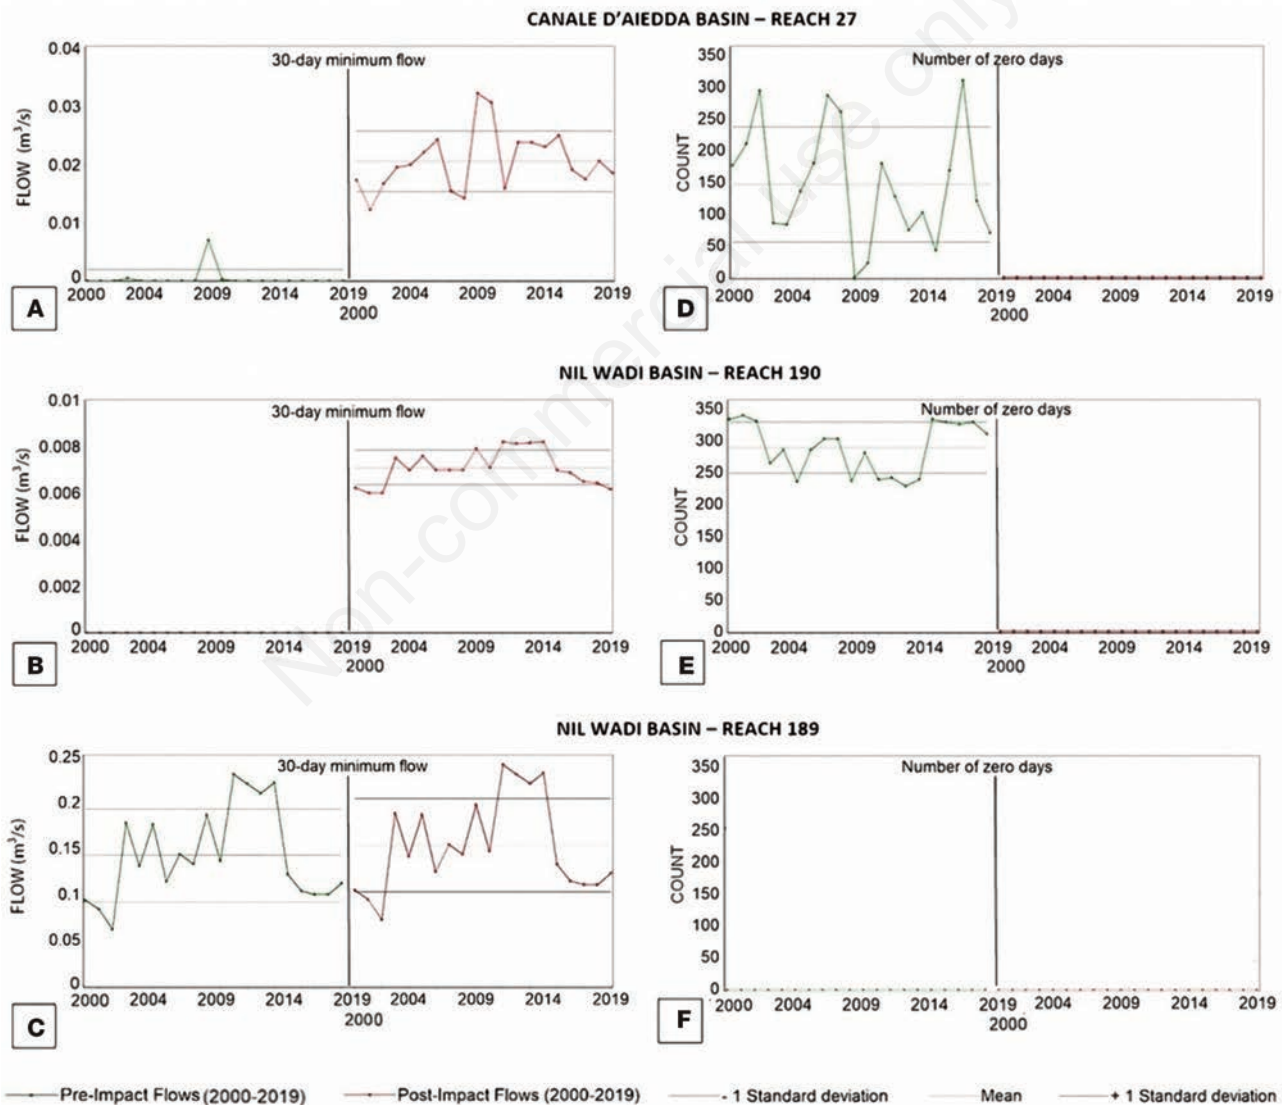 CANALE D'AIEDDA BASIN – REACH 27
30-day minimum flow
FLOW (m³/s)
0.04
0.03
0.02
0.01
0
2000 2004 2009 2014 2019 2004 2009 2014 2019
2000
A
Number of zero days
COUNT
350
300
250
200
150
100
50
0
2000 2004 2009 2014 2019 2004 2009 2014 2019
2000
D
NIL WADI BASIN – REACH 190
30-day minimum flow
FLOW (m³/s)
0.01
0.008
0.006
0.004
0.002
0
2000 2004 2009 2014 2019 2004 2009 2014 2019
2000
B
Number of zero days
COUNT
350
300
250
200
150
100
50
0
2000 2004 2009 2014 2019 2004 2009 2014 2019
2000
E
NIL WADI BASIN – REACH 189
30-day minimum flow
FLOW (m³/s)
0.25
0.2
0.15
0.1
0.05
0
2000 2004 2009 2014 2019 2004 2009 2014 2019
2000
C
Number of zero days
COUNT
350
300
250
200
150
100
50
0
2000 2004 2009 2014 2019 2004 2009 2014 2019
2000
F
Pre-Impact Flows (2000-2019) Post-Impact Flows (2000-2019) - 1 Standard deviation Mean + 1 Standard deviation
Non-commercial use only